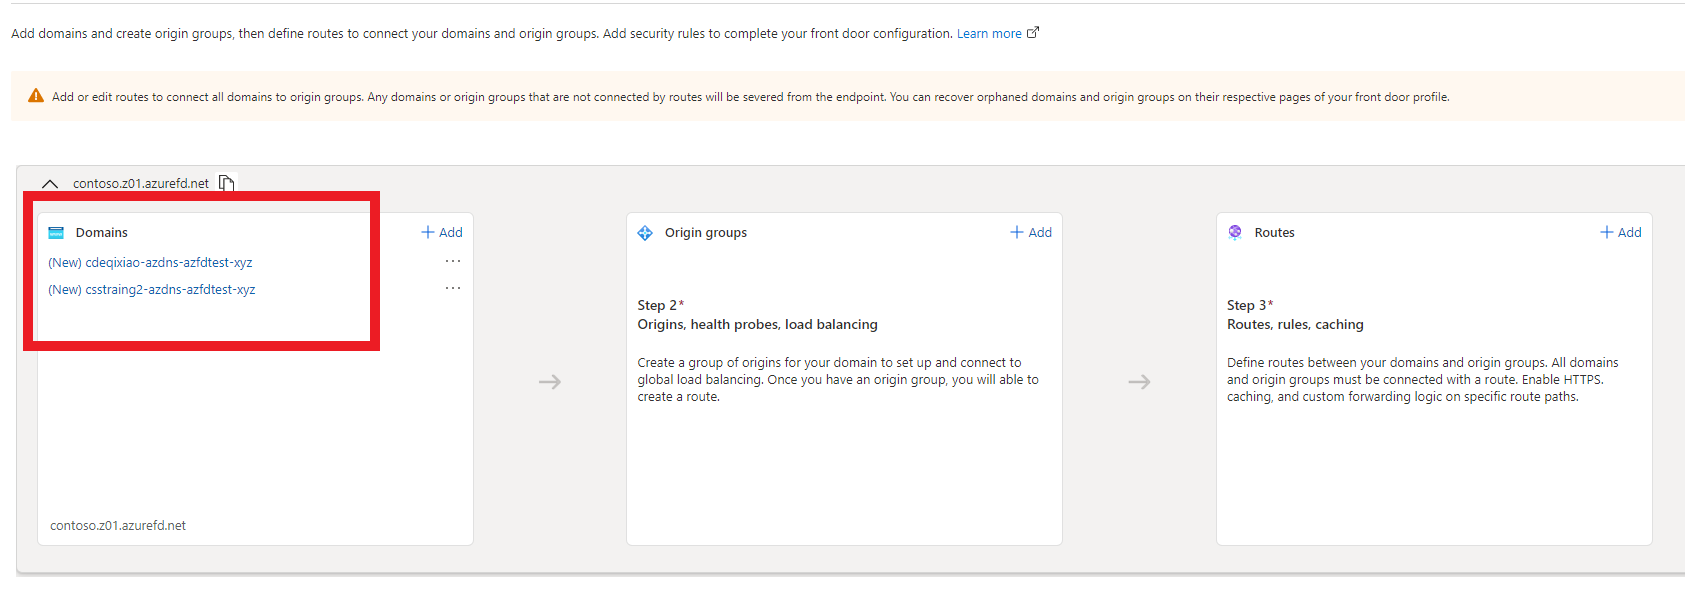 Add domains and create origin groups, then define routes to connect your domains and origin groups. Add security rules to complete your front door configuration. Learn more
Add or edit routes to connect all domains to origin groups. Any domains or origin groups that are not connected by routes will be severed from the endpoint. You can recover orphaned domains and origin groups on their respective pages of your front door profile.
contoso.z01.azurefd.net
Domains
+ Add
(New) cdeqixiao-azdns-azfdtest-xyz
...
(New) csstraing2-azdns-azfdtest-xyz
...
contoso.z01.azurefd.net
Origin groups
+ Add
Step 2*
Origins, health probes, load balancing
Create a group of origins for your domain to set up and connect to
global load balancing. Once you have an origin group, you will able to
create a route.
Routes
+ Add
Step 3*
Routes, rules, caching
Define routes between your domains and origin groups. All domains
and origin groups must be connected with a route. Enable HTTPS.
caching, and custom forwarding logic on specific route paths.